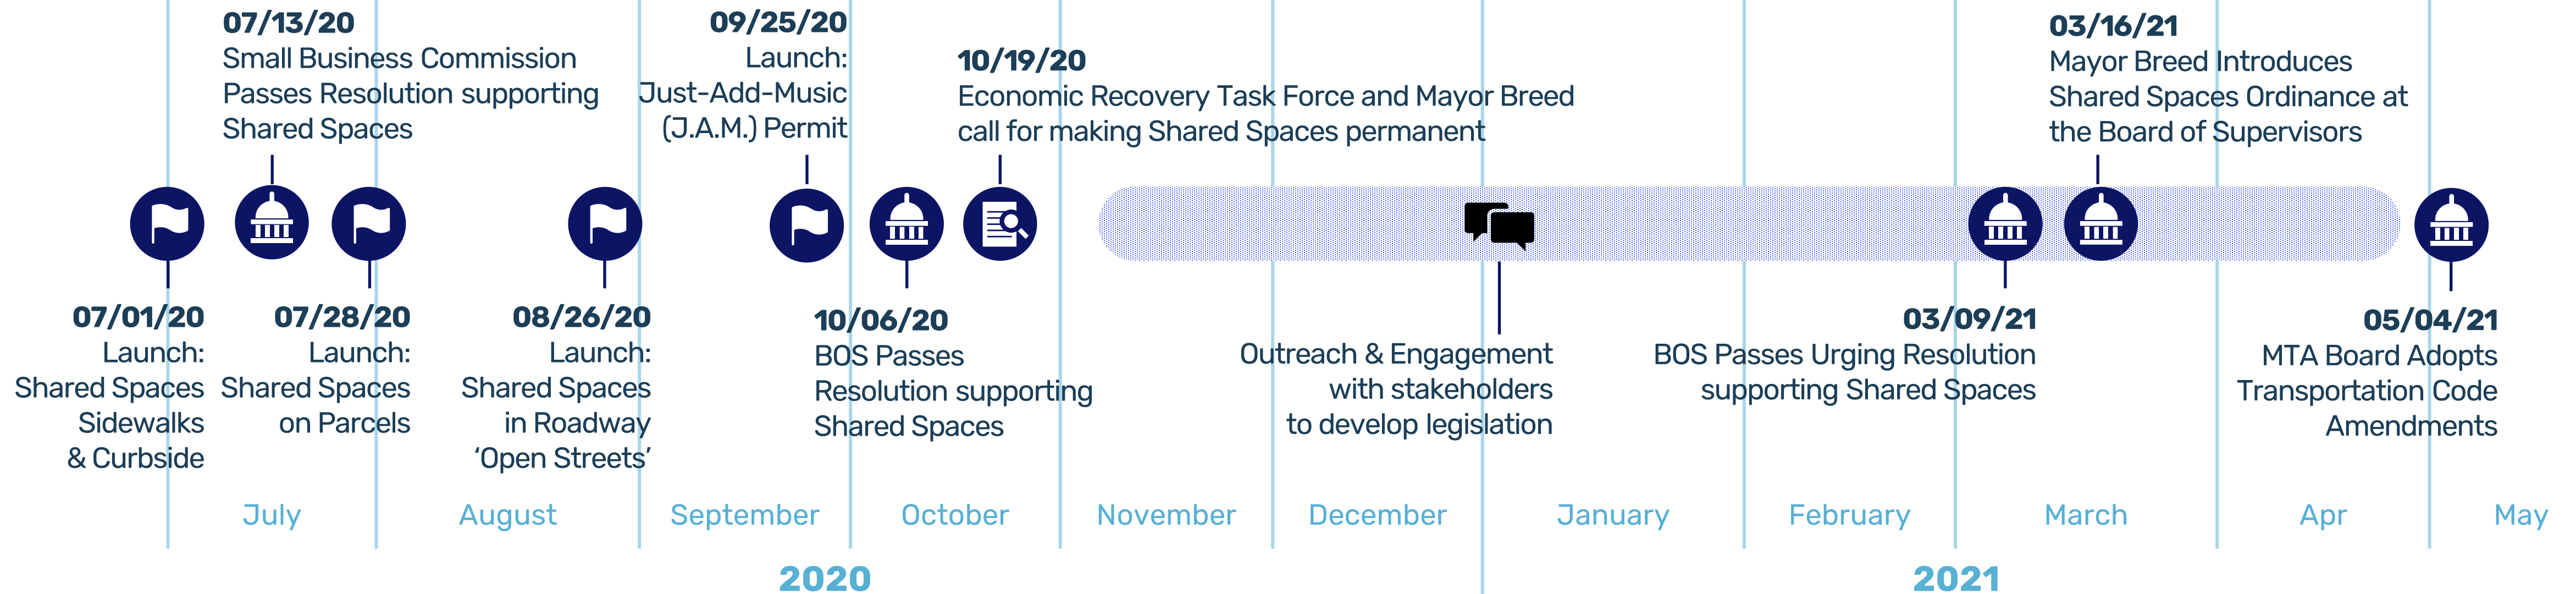 07/13/20
Small Business Commission
Passes Resolution supporting
Shared Spaces
09/25/20
Launch:
Just-Add-Music
(J.A.M.) Permit
10/19/20
Economic Recovery Task Force and Mayor Breed
call for making Shared Spaces permanent
03/16/21
Mayor Breed Introduces
Shared Spaces Ordinance at
the Board of Supervisors
07/01/20
Launch:
Shared Spaces
Sidewalks
& Curbside
07/28/20
Launch:
Shared Spaces
on Parcels
08/26/20
Launch:
Shared Spaces
in Roadway
‘Open Streets’
10/06/20
BOS Passes
Resolution supporting
Shared Spaces
Outreach & Engagement
with stakeholders
to develop legislation
03/09/21
BOS Passes Urging Resolution
supporting Shared Spaces
05/04/21
MTA Board Adopts
Transportation Code
Amendments
July
August
September
October
November
December
January
February
March
Apr
May
2020
2021